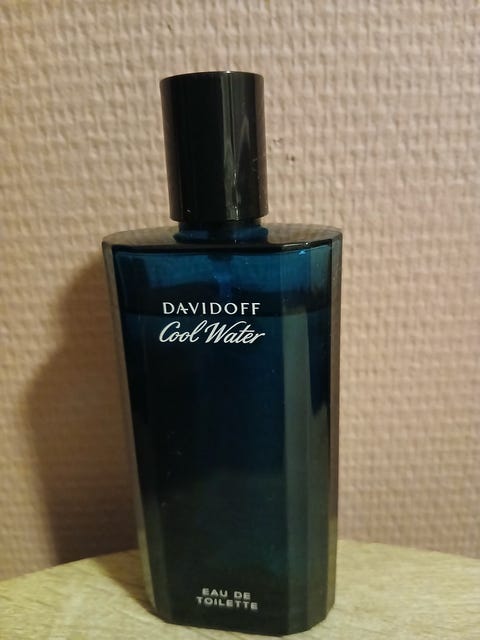 DAVIDOFF
Cool Water
EAU DE
TOILETTE